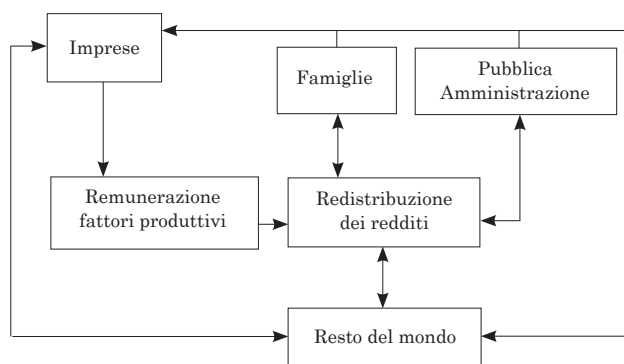 Imprese
Famiglie
Pubblica
Amministrazione
Remunerazione
fattori produttivi
Redistribuzione
dei redditi
Resto del mondo